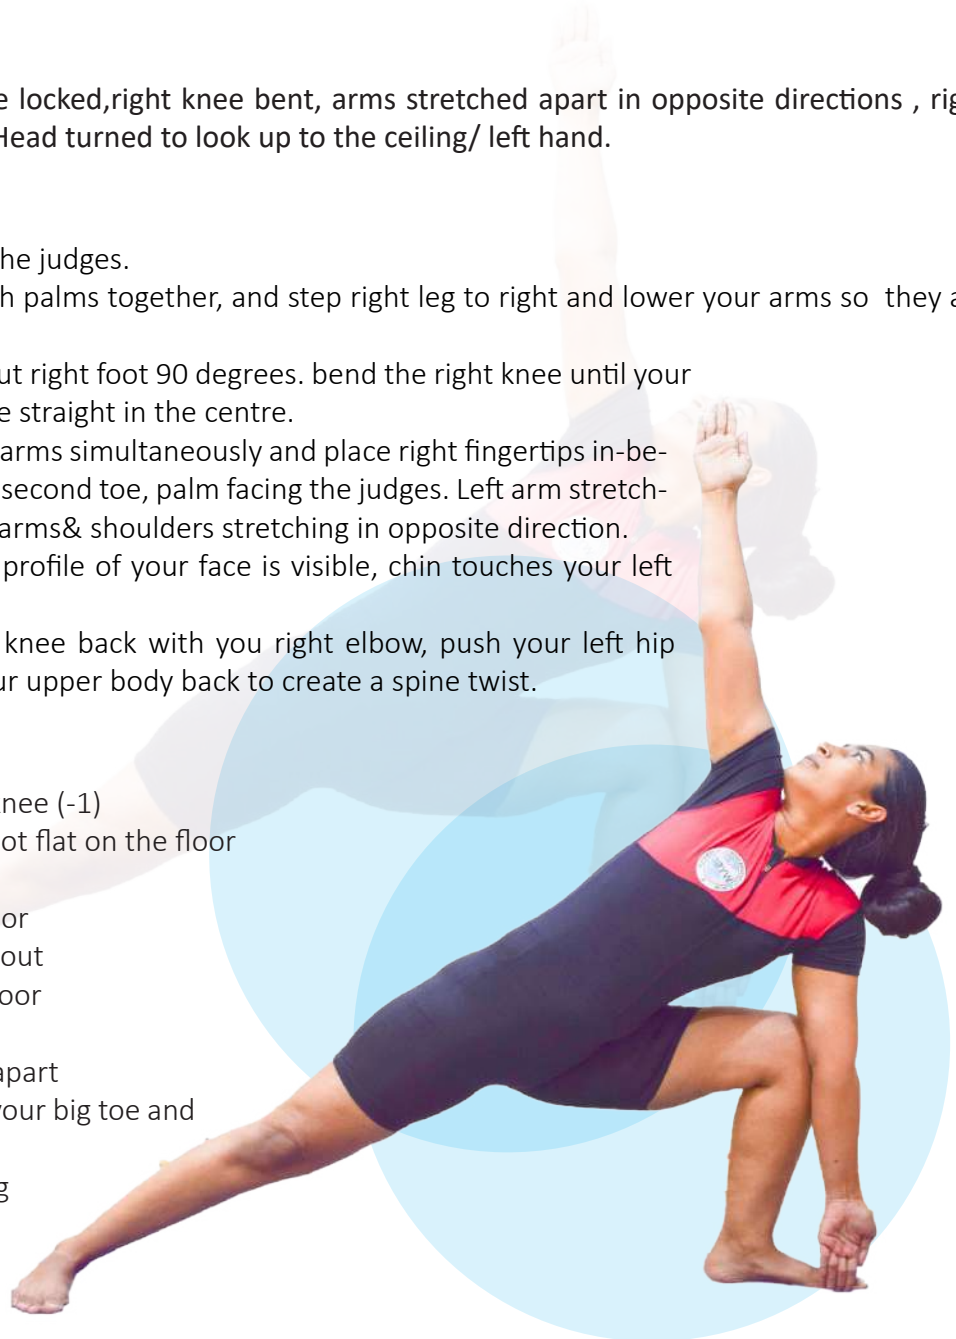 e locked,right knee bent, arms stretched apart in opposite directions , rig
Head turned to look up to the ceiling/ left hand.
he judges.
h palms together, and step right leg to right and lower your arms so they a
ut right foot 90 degrees. bend the right knee until your
e straight in the centre.
arms simultaneously and place right fingertips in-be-
second toe, palm facing the judges. Left arm stretch-
arms& shoulders stretching in opposite direction.
profile of your face is visible, chin touches your left
knee back with you right elbow, push your left hip
ur upper body back to create a spine twist.
knee (-1)
ot flat on the floor
or
out
oor
apart
your big toe and
g